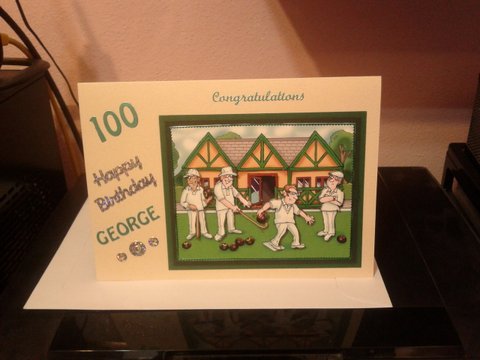 Congratulations
100
Happy
Birthday
GEORGE